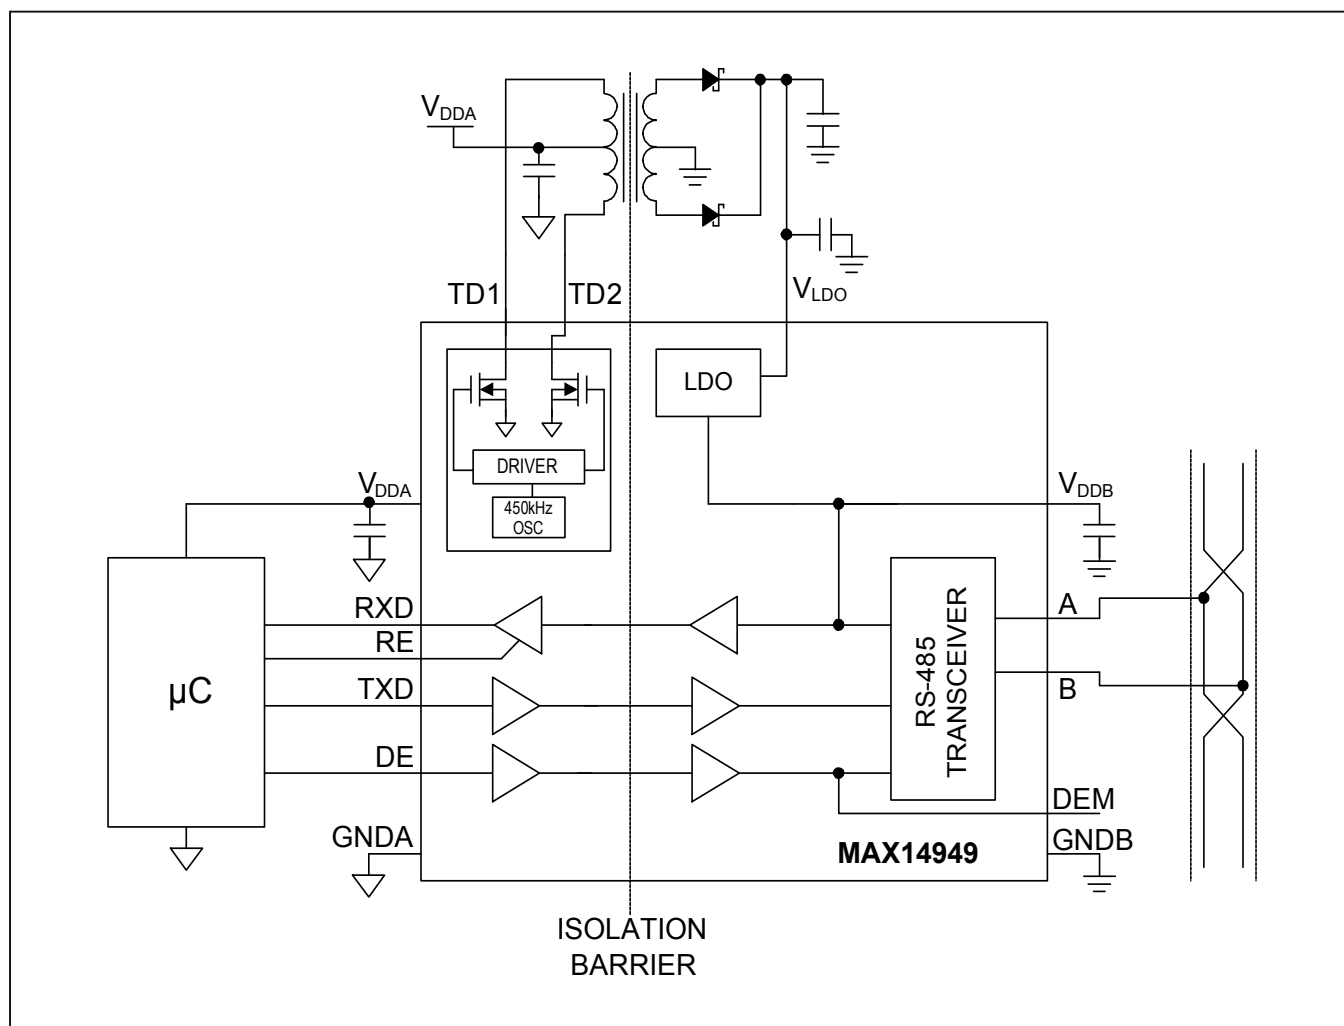 VDDA
TD1
TD2
VLDO
LDO
DRIVER
450kHz
OSC
VDDA
VDDB
RXD
RE
TXD
DE
µC
RS-485
TRANSCEIVER
A
B
DEM
GNDA
MAX14949
GNDB
ISOLATION
BARRIER